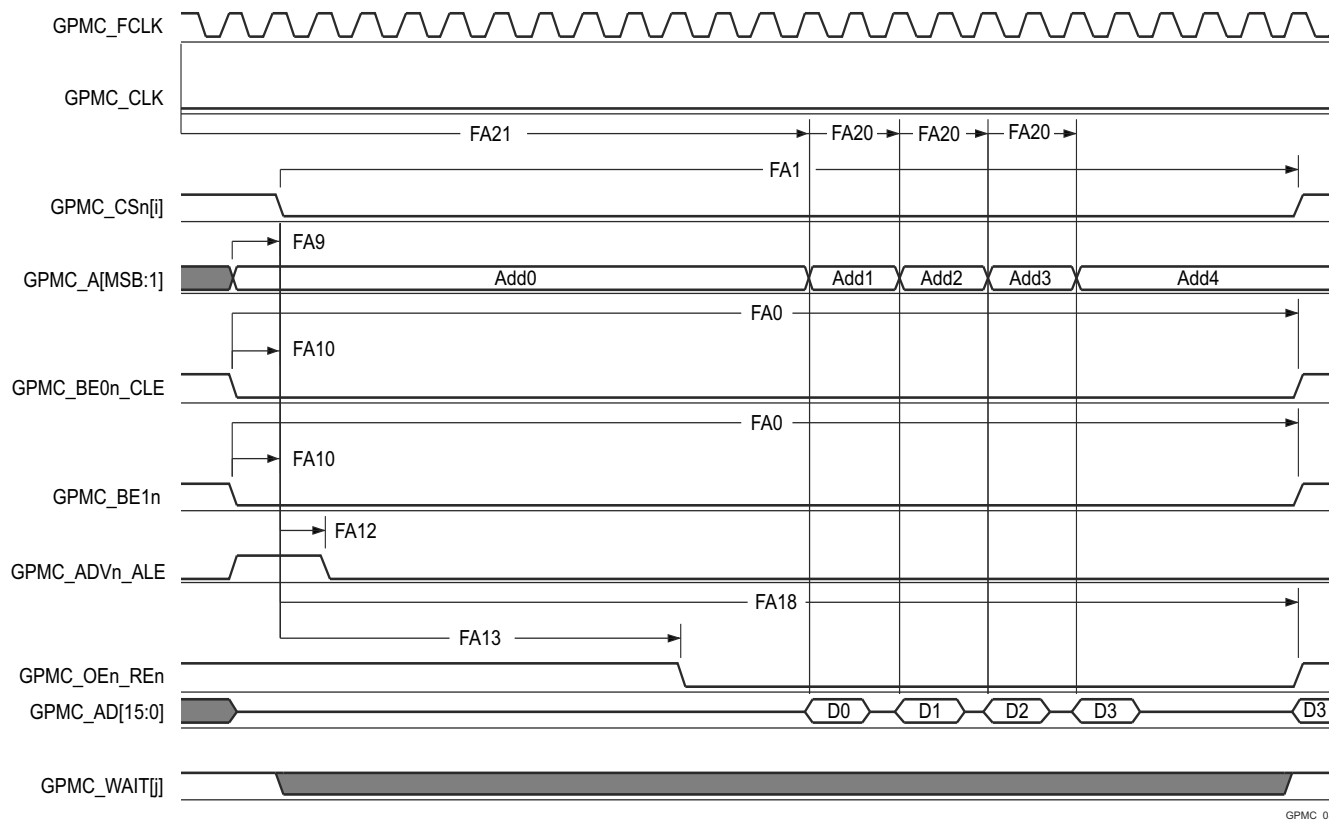 GPMC_FCLK
GPMC_CLK
FA21 FA20 FA20 FA20
FA1
GPMC_CSn[i]
FA9
GPMC_A[MSB:1] Add0 Add1 Add2 Add3 Add4
FA0
FA10
GPMC_BE0n_CLE
FA0
FA10
GPMC_BE1n
FA12
GPMC_ADVn_ALE
FA18
FA13
GPMC_OEn_REn
GPMC_AD[15:0] D0 D1 D2 D3 D3
GPMC_WAIT[j]
GPMC_0